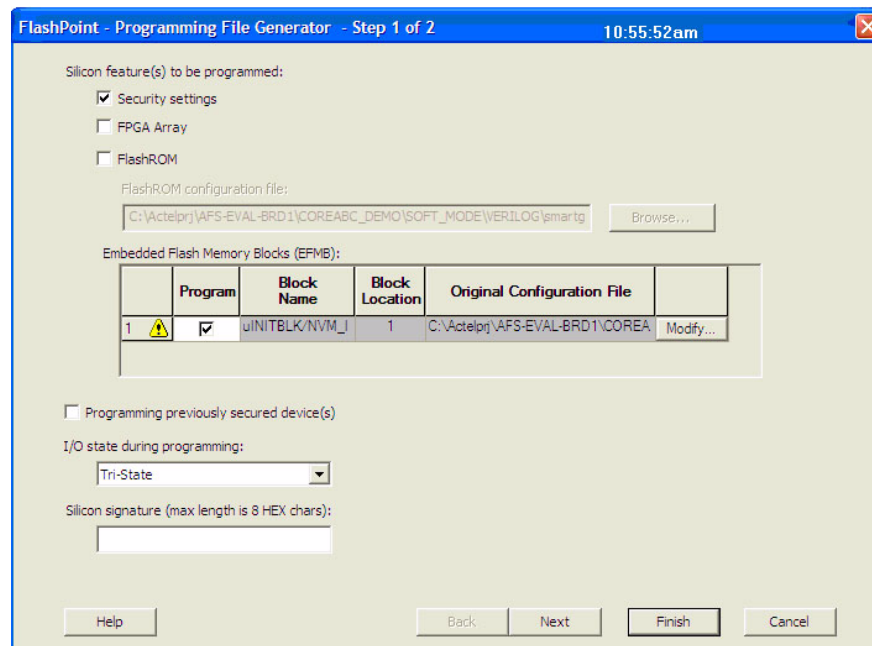 FlashPoint - Programming File Generator - Step 1 of 2 10:55:52am
Silicon feature(s) to be programmed:
Security settings
FPGA Array
FlashROM
FlashROM configuration file:
C:\Actelprj\AFS-EVAL-BRD1\COREABC_DEMO\SOFT_MODE\VERILOG\smartg Browse...
Embedded Flash Memory Blocks (EFMB):
Program Block Name Block Location Original Configuration File
1 uINITBLK/NVM_I 1 C:\Actelprj\AFS-EVAL-BRD1\COREA Modify...
Programming previously secured device(s)
I/O state during programming:
Tri-State
Silicon signature (max length is 8 HEX chars):
Help Back Next Finish Cancel